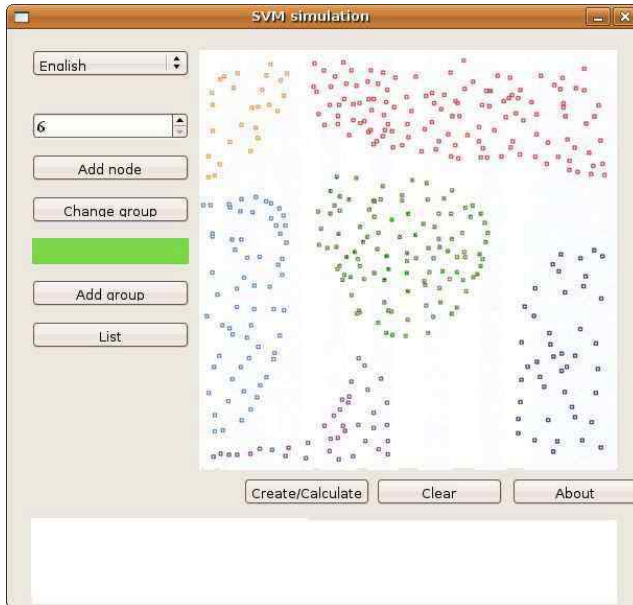 SVM simulation
English
6
Add node
Change group
Add group
List
Create/Calculate
Clear
About